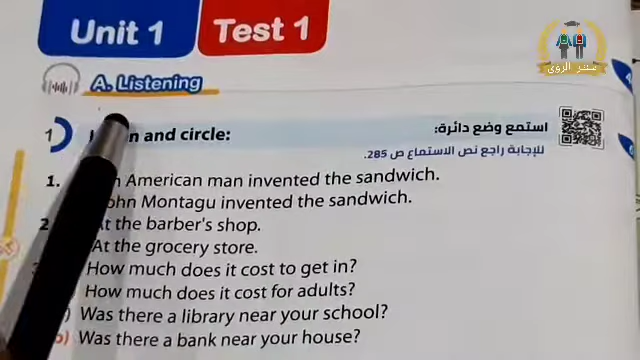 Unit 1
Test 1
A. Listening
1 and circle:
استمع وضع دائرة:
للإجابة راجع نص الاستماع ص 285.
1. American man invented the sandwich.
John Montagu invented the sandwich.
2 At the barber's shop.
At the grocery store.
How much does it cost to get in?
How much does it cost for adults?
Was there a library near your school?
b) Was there a bank near your house?
سنتر الرؤى